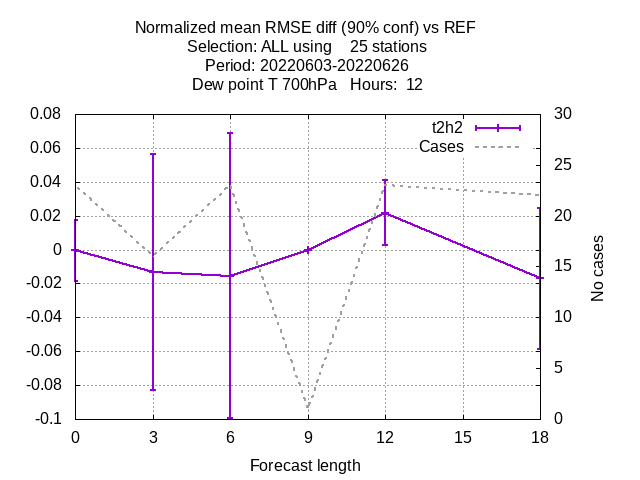 Normalized mean RMSE diff (90% conf) vs REF
Selection: ALL using    25 stations
Period: 20220603-20220626
Dew point T 700hPa   Hours:  12
0.08
0.06
0.04
0.02
0
-0.02
-0.04
-0.06
-0.08
-0.1
t2h2
Cases
30
25
20
15
10
5
0
No cases
0 3 6 9 12 15 18
Forecast length